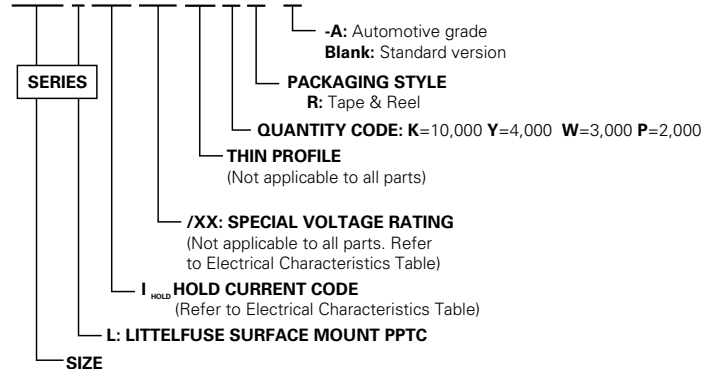 -A: Automotive grade
Blank: Standard version
SERIES
PACKAGING STYLE
R: Tape & Reel
QUANTITY CODE: K=10,000 Y=4,000 W=3,000 P=2,000
THIN PROFILE
(Not applicable to all parts)
/XX: SPECIAL VOLTAGE RATING
(Not applicable to all parts. Refer
to Electrical Characteristics Table)
I HOLD HOLD CURRENT CODE
(Refer to Electrical Characteristics Table)
L: LITTELFUSE SURFACE MOUNT PPTC
SIZE